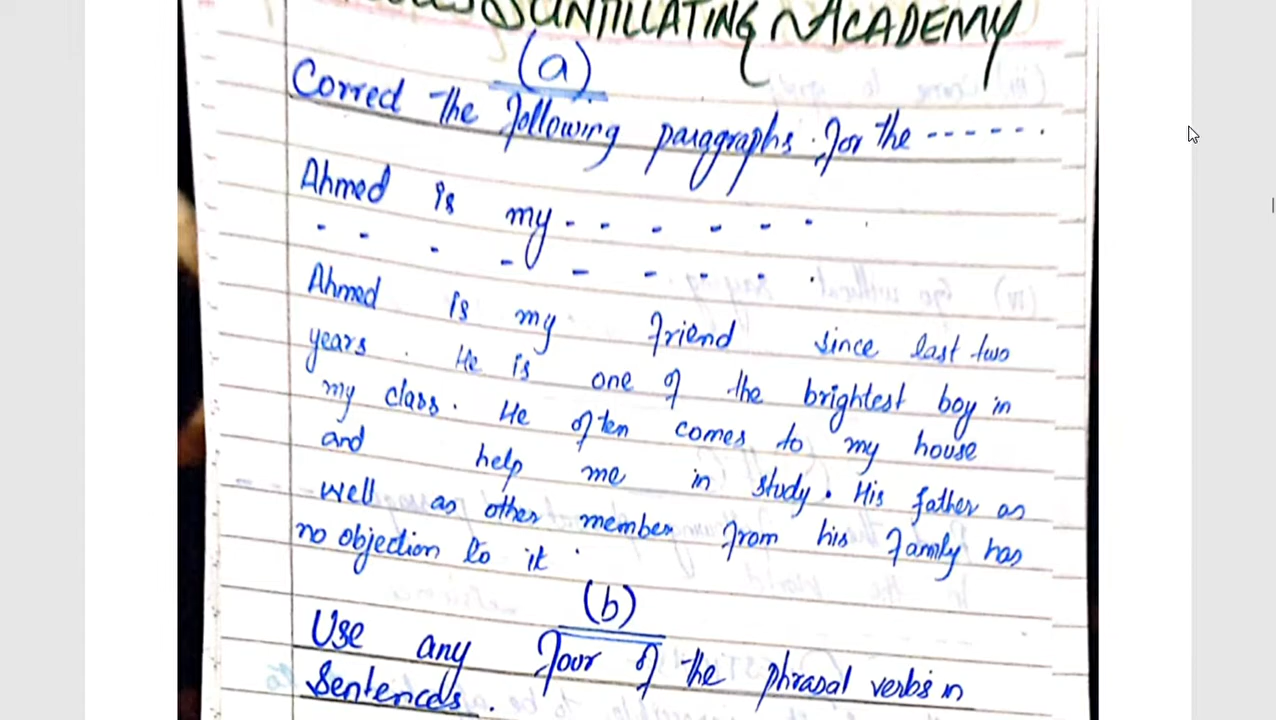 SCINTILLATING ACADEMY
(a)
Corred the following paragraphs for the ------.
Ahmed is my - - - - - - -
- - - - - - - - - .
Ahmed is my friend since last two
years. He is one of the brightest boy in
my class. He often comes to my house
and help me in study. His father as
well as other member from his family has
no objection to it.
(b)
Use any four of the phrasal verbs in
Sentences.